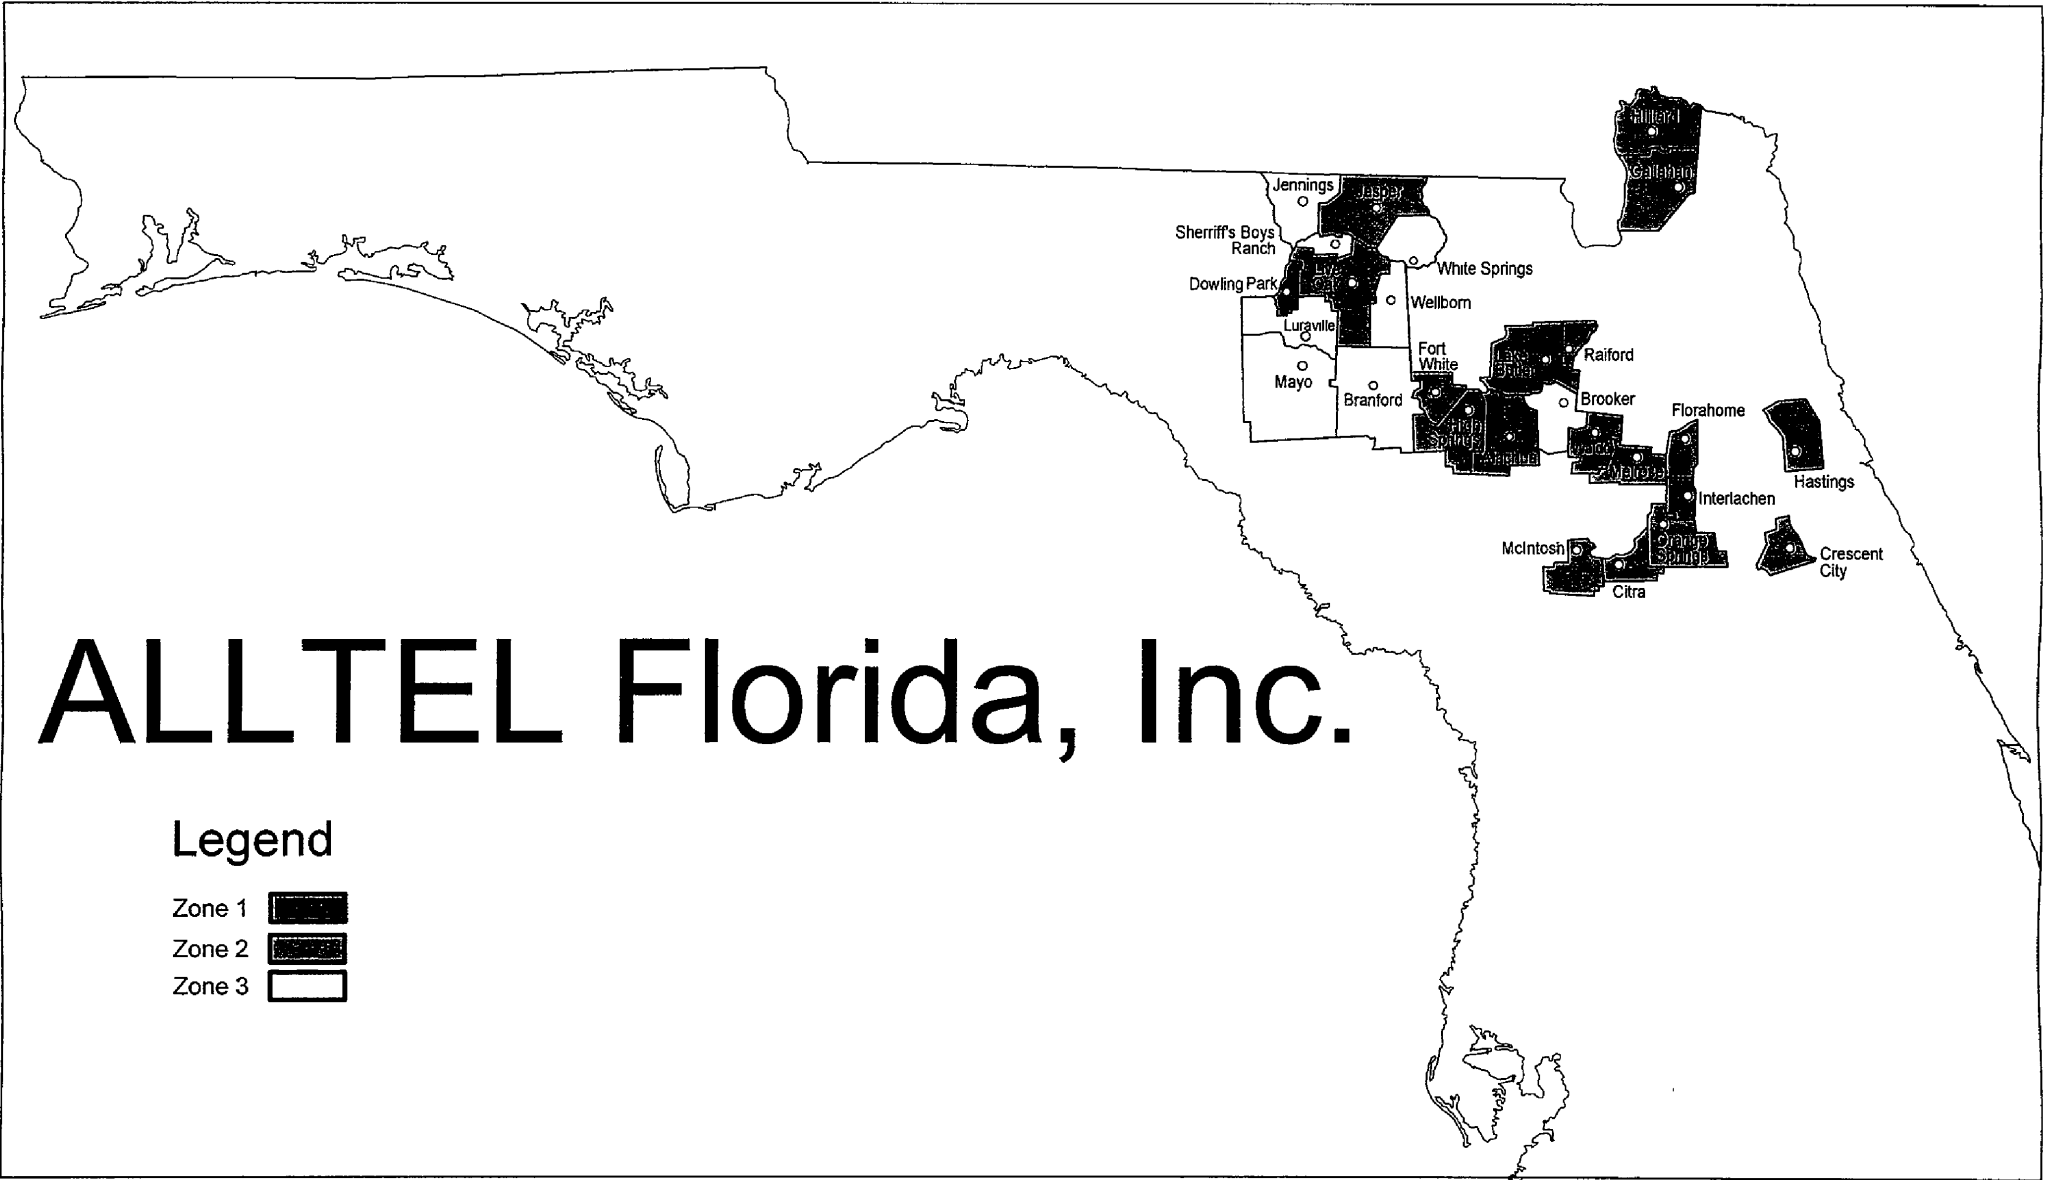 Hilliard
Callahan
Jennings
Jasper
Sherriff's Boys
Ranch
White Springs
Live
Oak
Dowling Park
Wellborn
Luraville
Fort
White
Lake
Butler
Raiford
Mayo
Branford
Brooker
Florahome
High
Springs
Alachua
Waldo
Melrose
Hastings
Interlachen
McIntosh
Orange
Springs
Crescent
City
Citra
ALLTEL Florida, Inc.
Legend
Zone 1
Zone 2
Zone 3